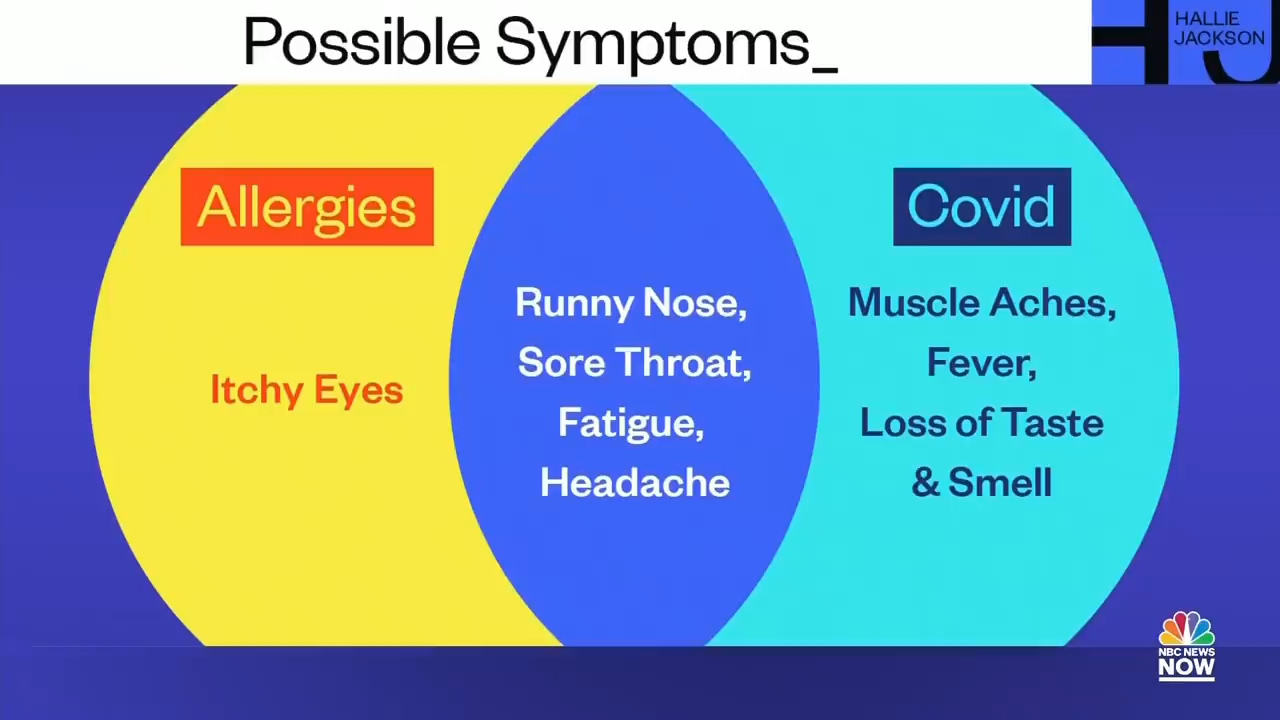 Possible Symptoms_
HALLIE
JACKSON
HJ
Allergies
Covid
Itchy Eyes
Runny Nose,
Sore Throat,
Fatigue,
Headache
Muscle Aches,
Fever,
Loss of Taste
& Smell
NBC NEWS
NOW